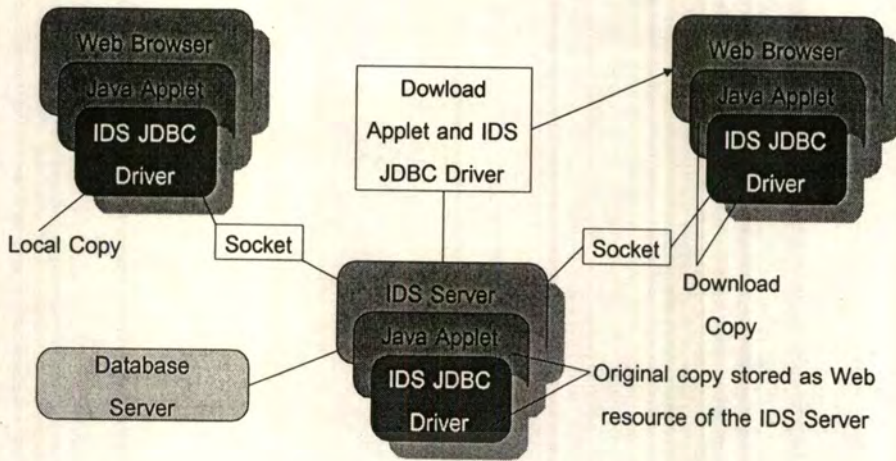 Web Browser
Java Applet
IDS JDBC
Driver
Local Copy
Socket
Dowload
Applet and IDS
JDBC Driver
Web Browser
Java Applet
IDS JDBC
Driver
Socket
Download
Copy
IDS Server
Java Applet
IDS JDBC
Driver
Database
Server
Original copy stored as Web
resource of the IDS Server